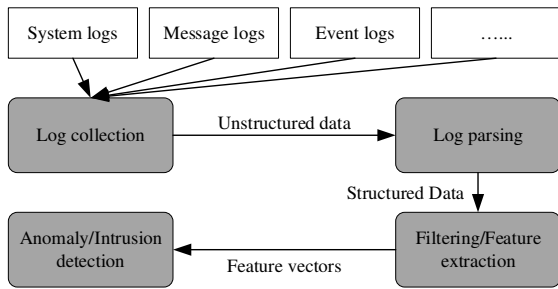 System logs
Message logs
Event logs
…...
Log collection
Unstructured data
Log parsing
Structured Data
Anomaly/Intrusion
detection
Feature vectors
Filtering/Feature
extraction